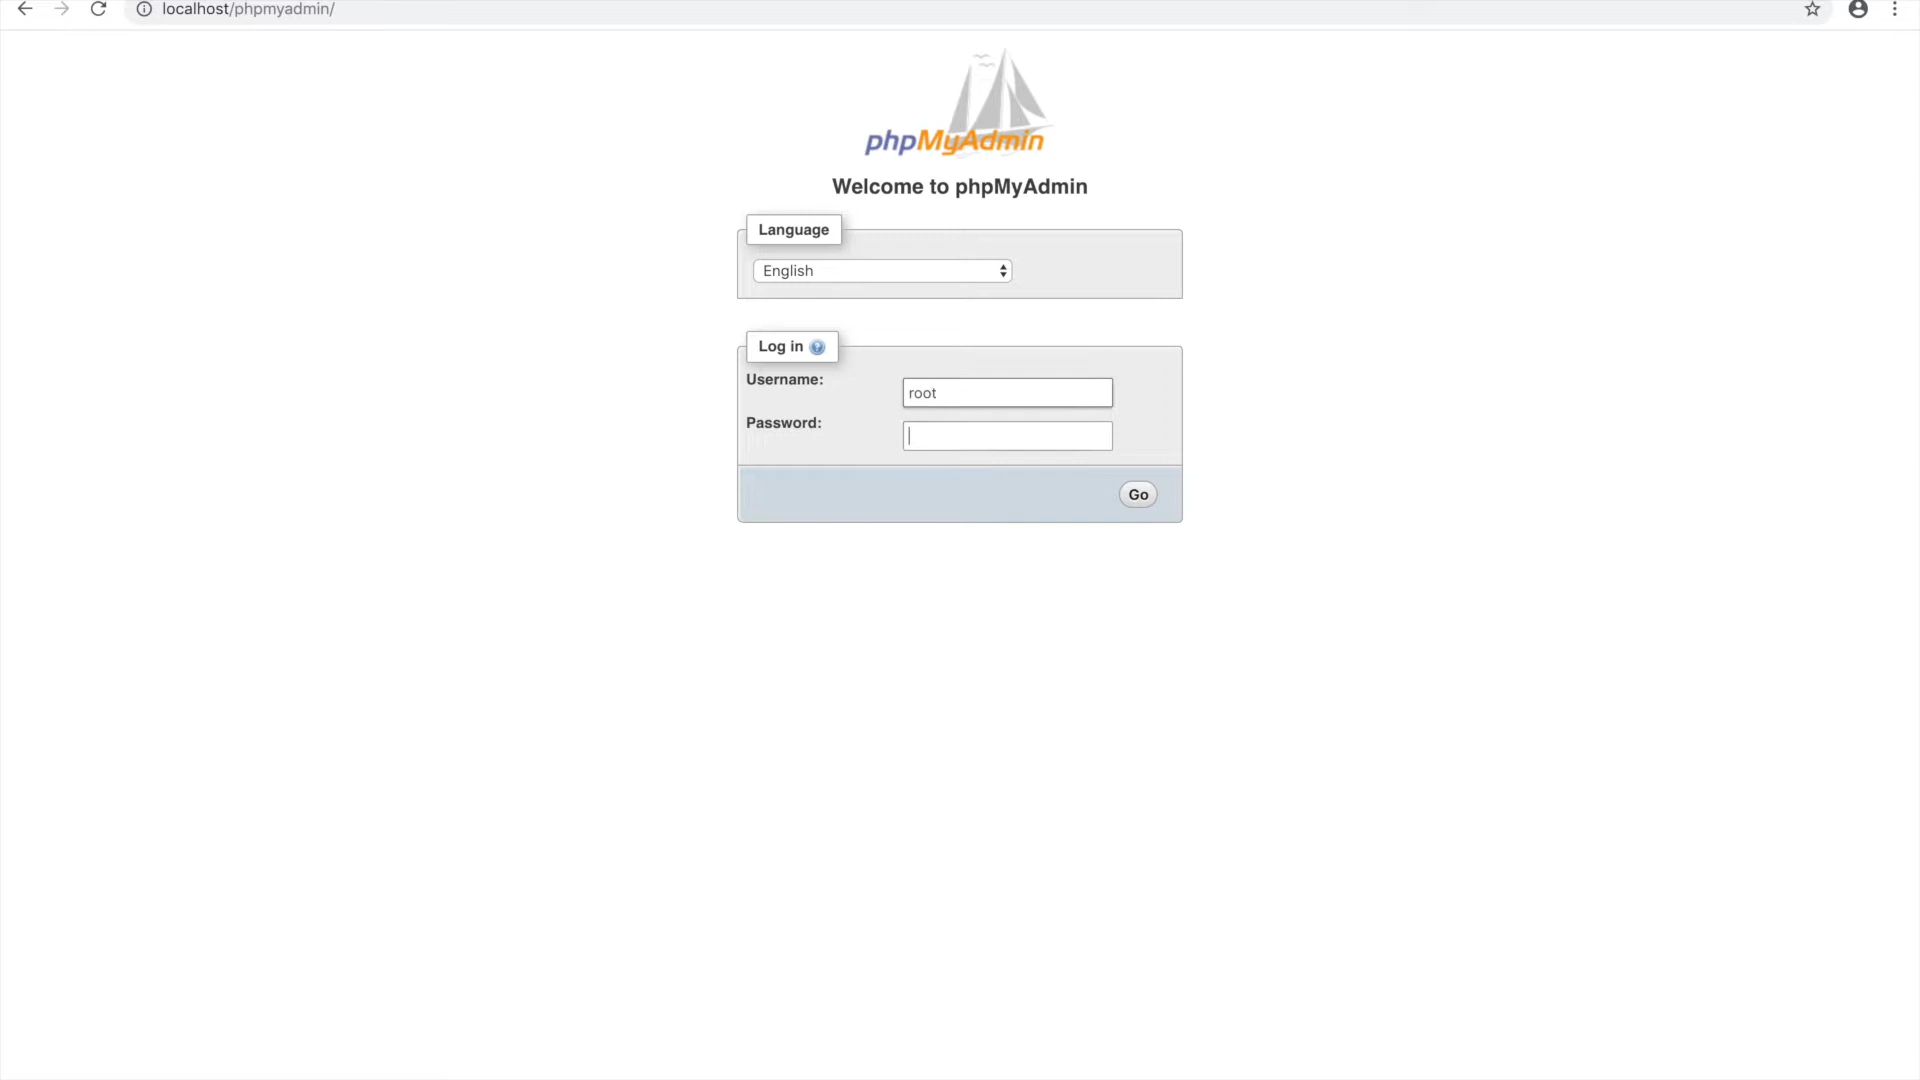 localhost/phpmyadmin/
phpMyAdmin
Welcome to phpMyAdmin
Language
English
Log in
Username:
root
Password:
Go